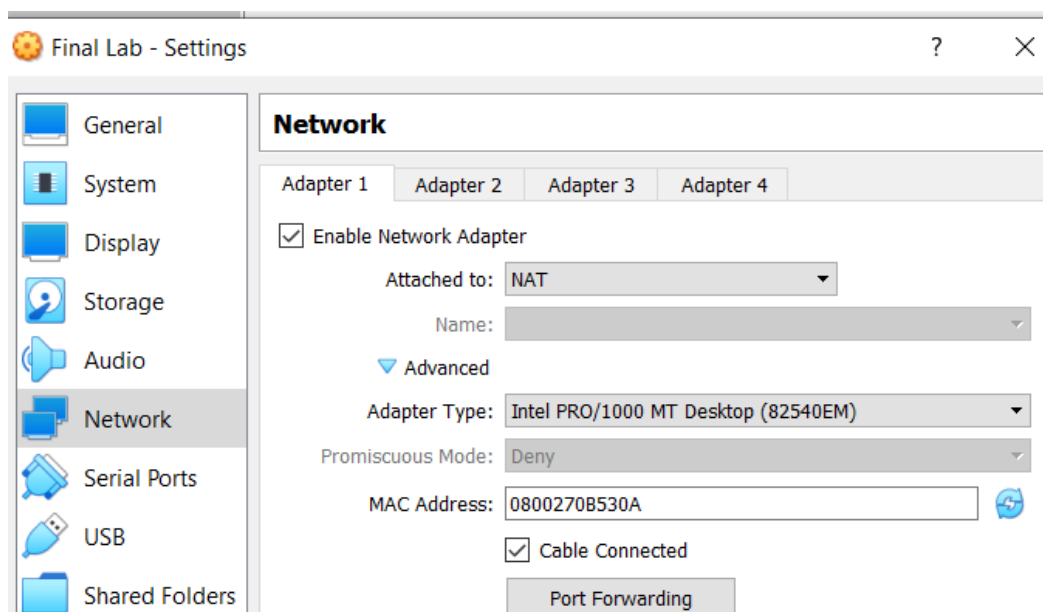 Final Lab - Settings
?
General
System
Display
Storage
Audio
Network
Serial Ports
USB
Shared Folders
Network
Adapter 1
Adapter 2
Adapter 3
Adapter 4
Enable Network Adapter
Attached to: NAT
Name:
Advanced
Adapter Type: Intel PRO/1000 MT Desktop (82540EM)
Promiscuous Mode: Deny
MAC Address: 0800270B530A
Cable Connected
Port Forwarding